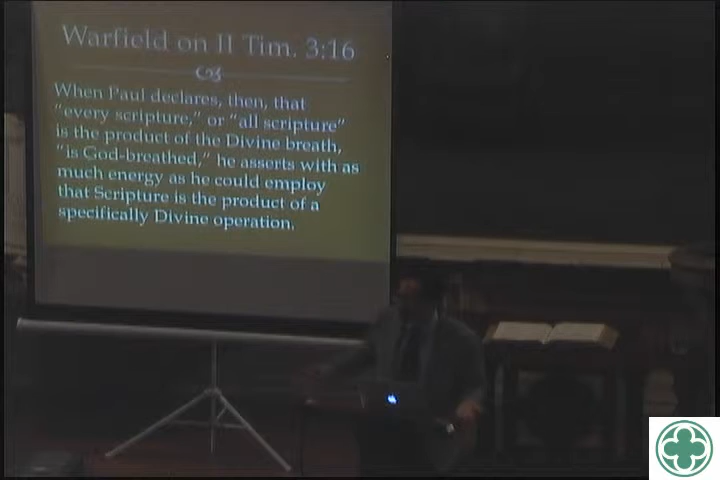 Warfield on II Tim. 3:16
When Paul declares, then, that
"every scripture," or "all scripture"
is the product of the Divine breath,
"is God-breathed," he asserts with as
much energy as he could employ
that Scripture is the product of a
specifically Divine operation.